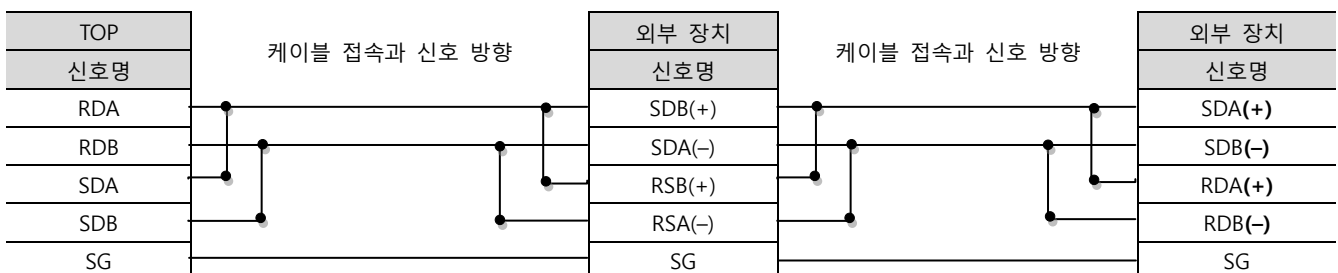 TOP 케이블 접속과 신호 방향 외부 장치 케이블 접속과 신호 방향 외부 장치
신호명 신호명 신호명
RDA SDB(+) SDA(+)
RDB SDA(–) SDB(–)
SDA RSB(+) RDA(+)
SDB RSA(–) RDB(–)
SG SG SG